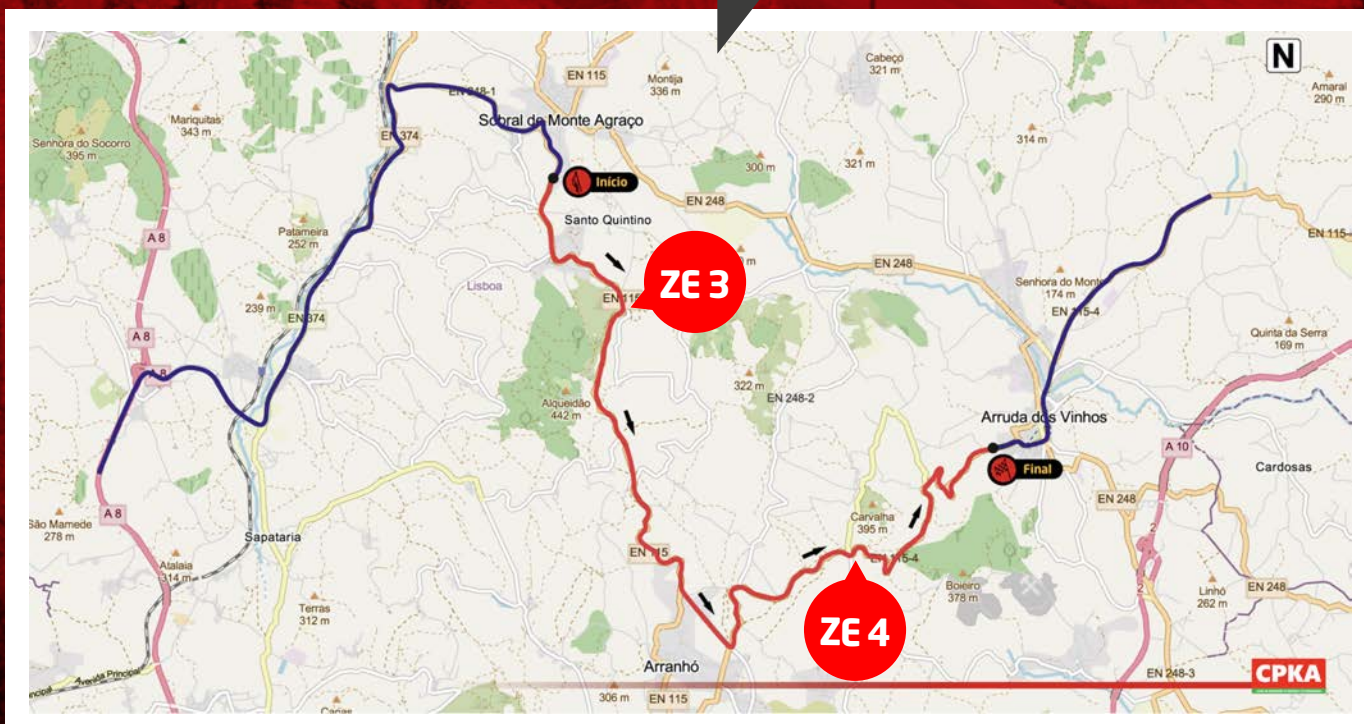 N
Cabeço
321 m
EN 115
Montija
336 m
Amaral
290 m
EN 248-1
Mariquitas
343 m
Sobral de Monte Agraço
314 m
EN 374
Senhora do Socorro
395 m
300 m
321 m
Início
EN 248
Santo Quintino
Patameira
252 m
A 8
EN 115-4
EN 248
ZE 3
Senhora do Monte
174 m
Lisboa
EN 115
239 m
EN 374
EN 115-4
Quinta da Serra
169 m
A 8
A 8
322 m
EN 248-2
Alqueidão
442 m
Arruda dos Vinhos
A 10
Final
Cardosas
EN 248
A 8
São Mamede
278 m
Carvalha
395 m
Sapataria
EN 115
EN 115-4
Atalaia
314 m
Boieiro
378 m
Linhó
262 m
EN 248
Terras
312 m
ZE 4
Arranhó
EN 248-3
CPKA
Avenida Principal
306 m
EN 115